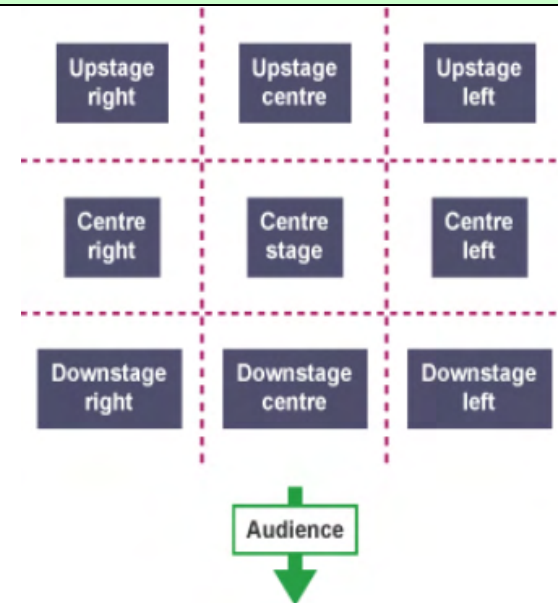 Upstage
right
Upstage
centre
Upstage
left
Centre
right
Centre
stage
Centre
left
Downstage
right
Downstage
centre
Downstage
left
Audience